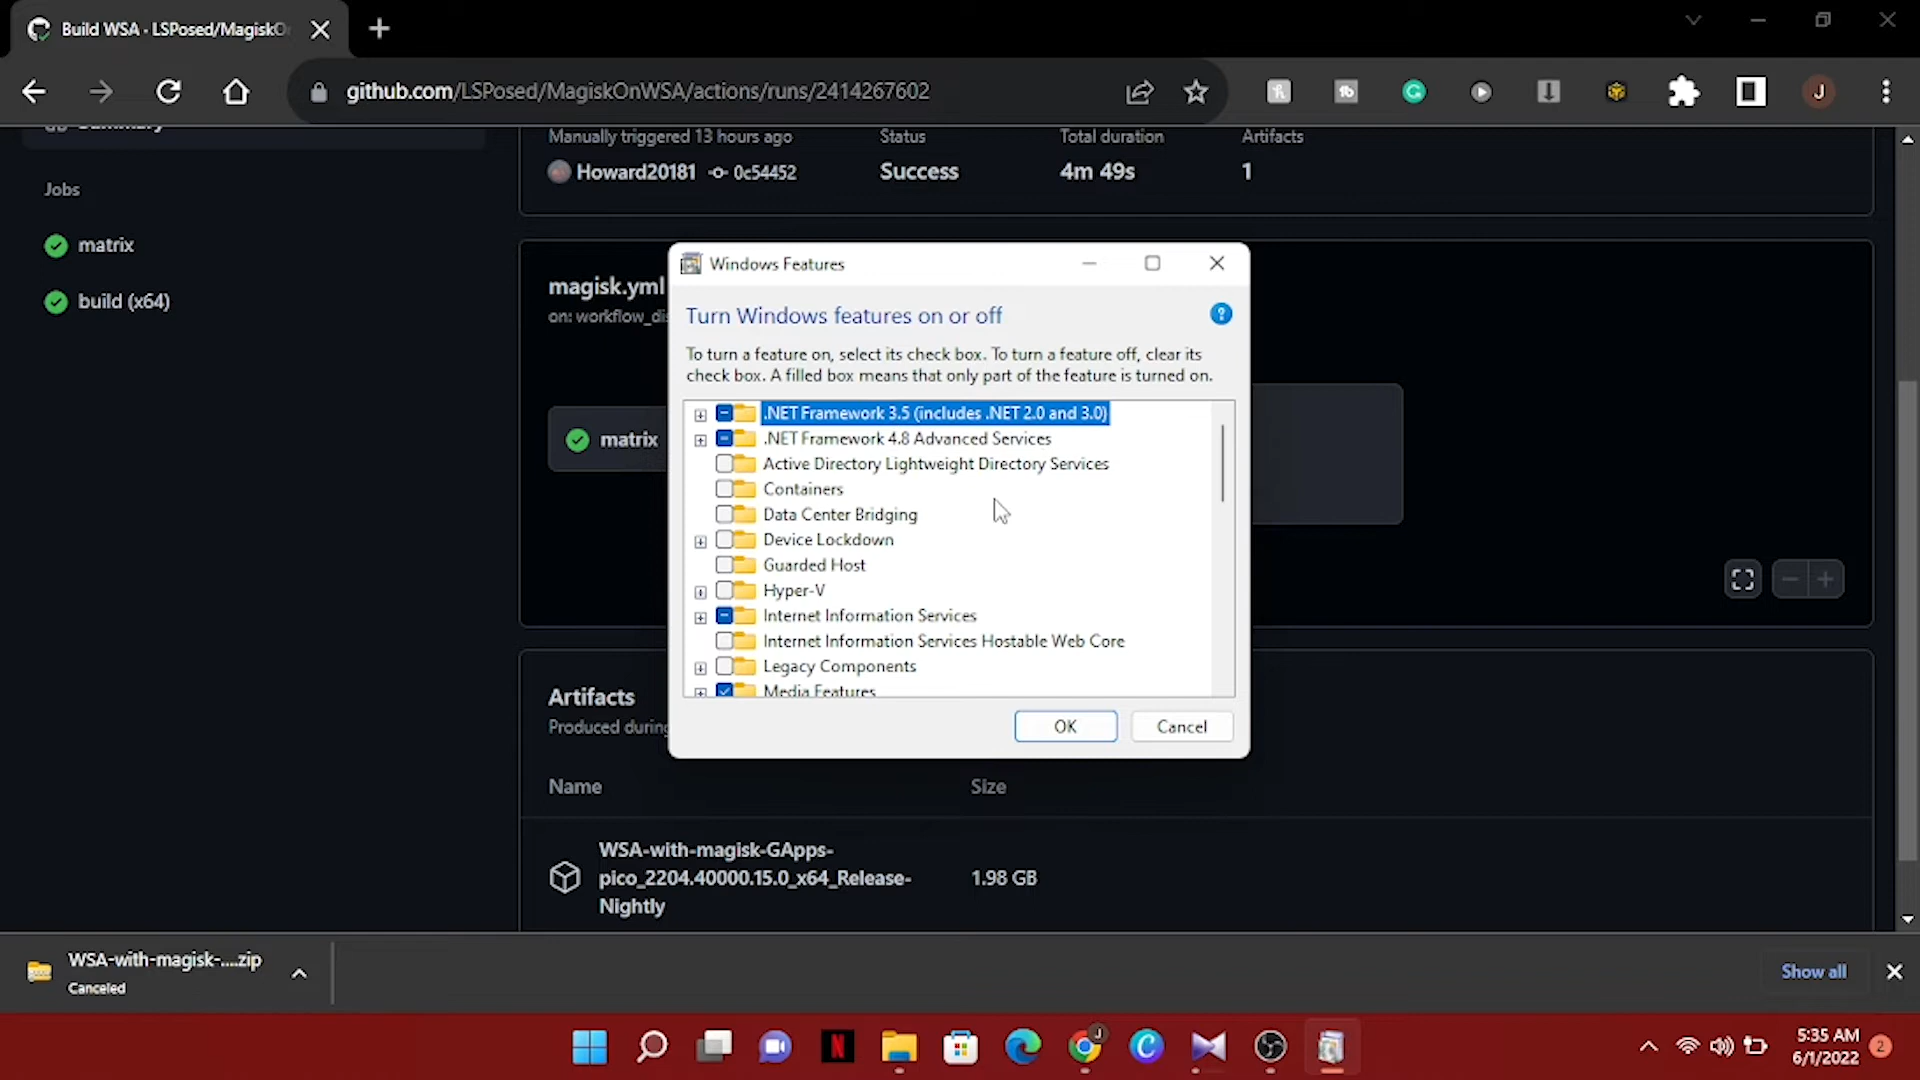 Build WSA · LSPosed/MagiskO
github.com/LSPosed/MagiskOnWSA/actions/runs/2414267602
J
Summary
Manually triggered 13 hours ago
Status
Total duration
Artifacts
Howard20181
0c54452
Success
4m 49s
1
Jobs
matrix
build (x64)
magisk.yml
on: workflow_dis
matrix
Windows Features
Turn Windows features on or off
To turn a feature on, select its check box. To turn a feature off, clear its
check box. A filled box means that only part of the feature is turned on.
.NET Framework 3.5 (includes .NET 2.0 and 3.0)
.NET Framework 4.8 Advanced Services
Active Directory Lightweight Directory Services
Containers
Data Center Bridging
Device Lockdown
Guarded Host
Hyper-V
Internet Information Services
Internet Information Services Hostable Web Core
Legacy Components
Media Features
OK
Cancel
Artifacts
Produced during
Name
Size
WSA-with-magisk-GApps-
pico_2204.40000.15.0_x64_Release-
Nightly
1.98 GB
WSA-with-magisk-....zip
Canceled
Show all
5:35 AM
6/1/2022
2